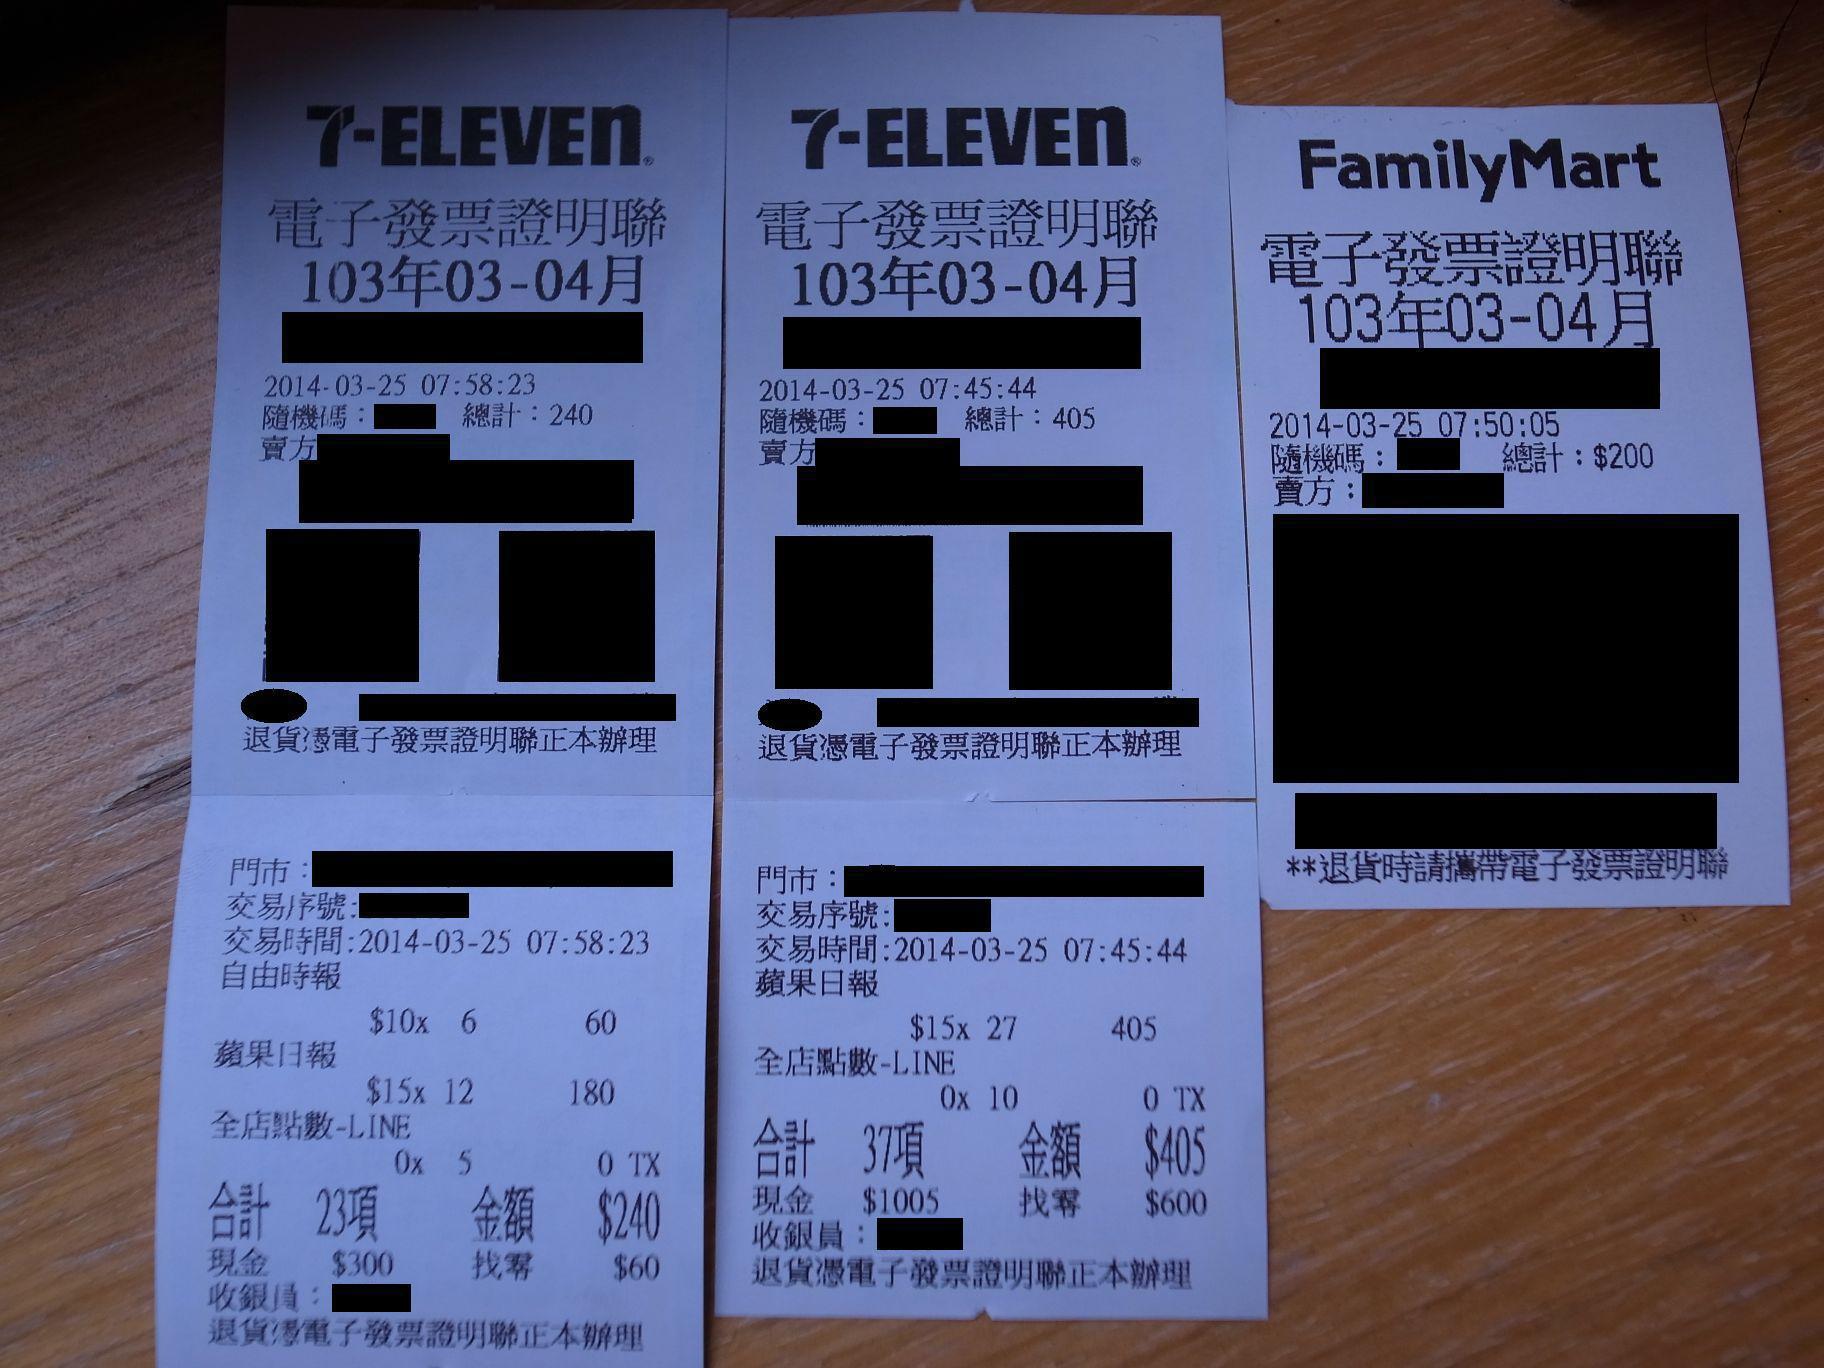 7-ELEVEN®
電子發票證明聯
103年03-04月
2014-03-25 07:58:23
隨機碼： 總計：240
賣方
退貨憑電子發票證明聯正本辦理
門市：
交易序號:
交易時間:2014-03-25 07:58:23
自由時報
$10x 6 60
蘋果日報
$15x 12 180
全店點數-LINE
0x 5 0 TX
合計 23項 金額 $240
現金 $300 找零 $60
收銀員：
退貨憑電子發票證明聯正本辦理
7-ELEVEN®
電子發票證明聯
103年03-04月
2014-03-25 07:45:44
隨機碼： 總計：405
賣方
退貨憑電子發票證明聯正本辦理
門市：
交易序號:
交易時間:2014-03-25 07:45:44
蘋果日報
$15x 27 405
全店點數-LINE
0x 10 0 TX
合計 37項 金額 $405
現金 $1005 找零 $600
收銀員：
退貨憑電子發票證明聯正本辦理
FamilyMart
電子發票證明聯
103年03-04月
2014-03-25 07:50:05
隨機碼： 總計：$200
賣方：
**退貨時請攜帶電子發票證明聯